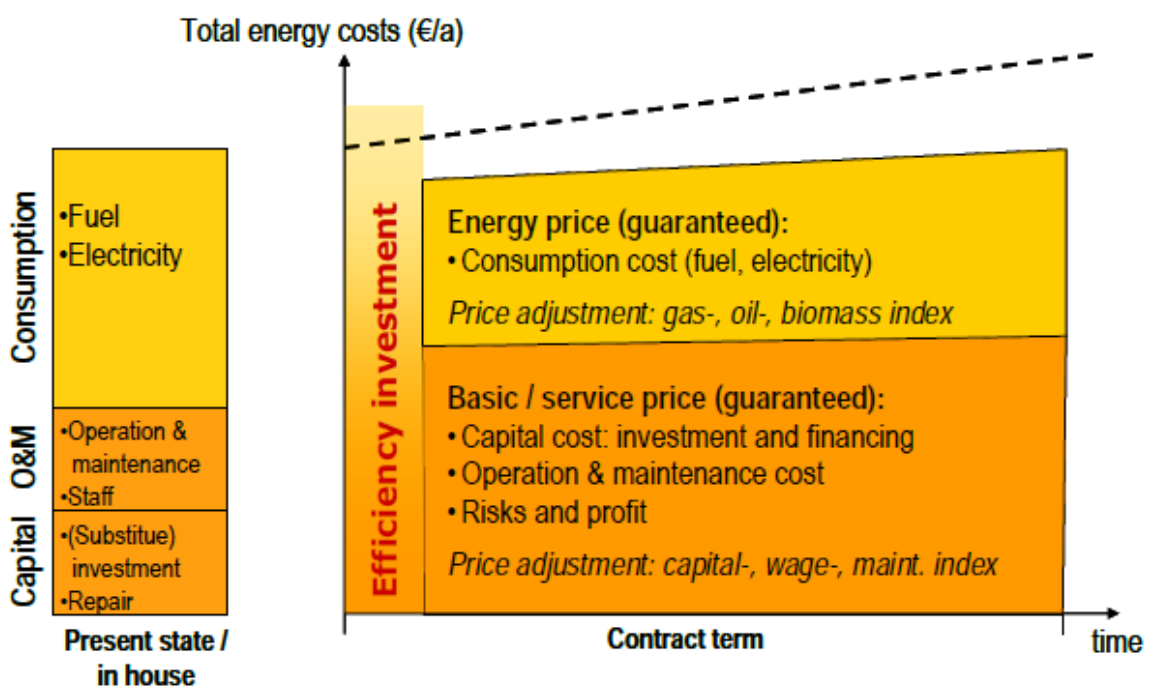 Total energy costs (€/a)
Consumption
•Fuel
•Electricity
O&M
•Operation &
maintenance
•Staff
Capital
•(Substitue)
investment
•Repair
Present state /
in house
Efficiency investment
Energy price (guaranteed):
•Consumption cost (fuel, electricity)
Price adjustment: gas-, oil-, biomass index
Basic / service price (guaranteed):
•Capital cost: investment and financing
•Operation & maintenance cost
•Risks and profit
Price adjustment: capital-, wage-, maint. index
Contract term
time